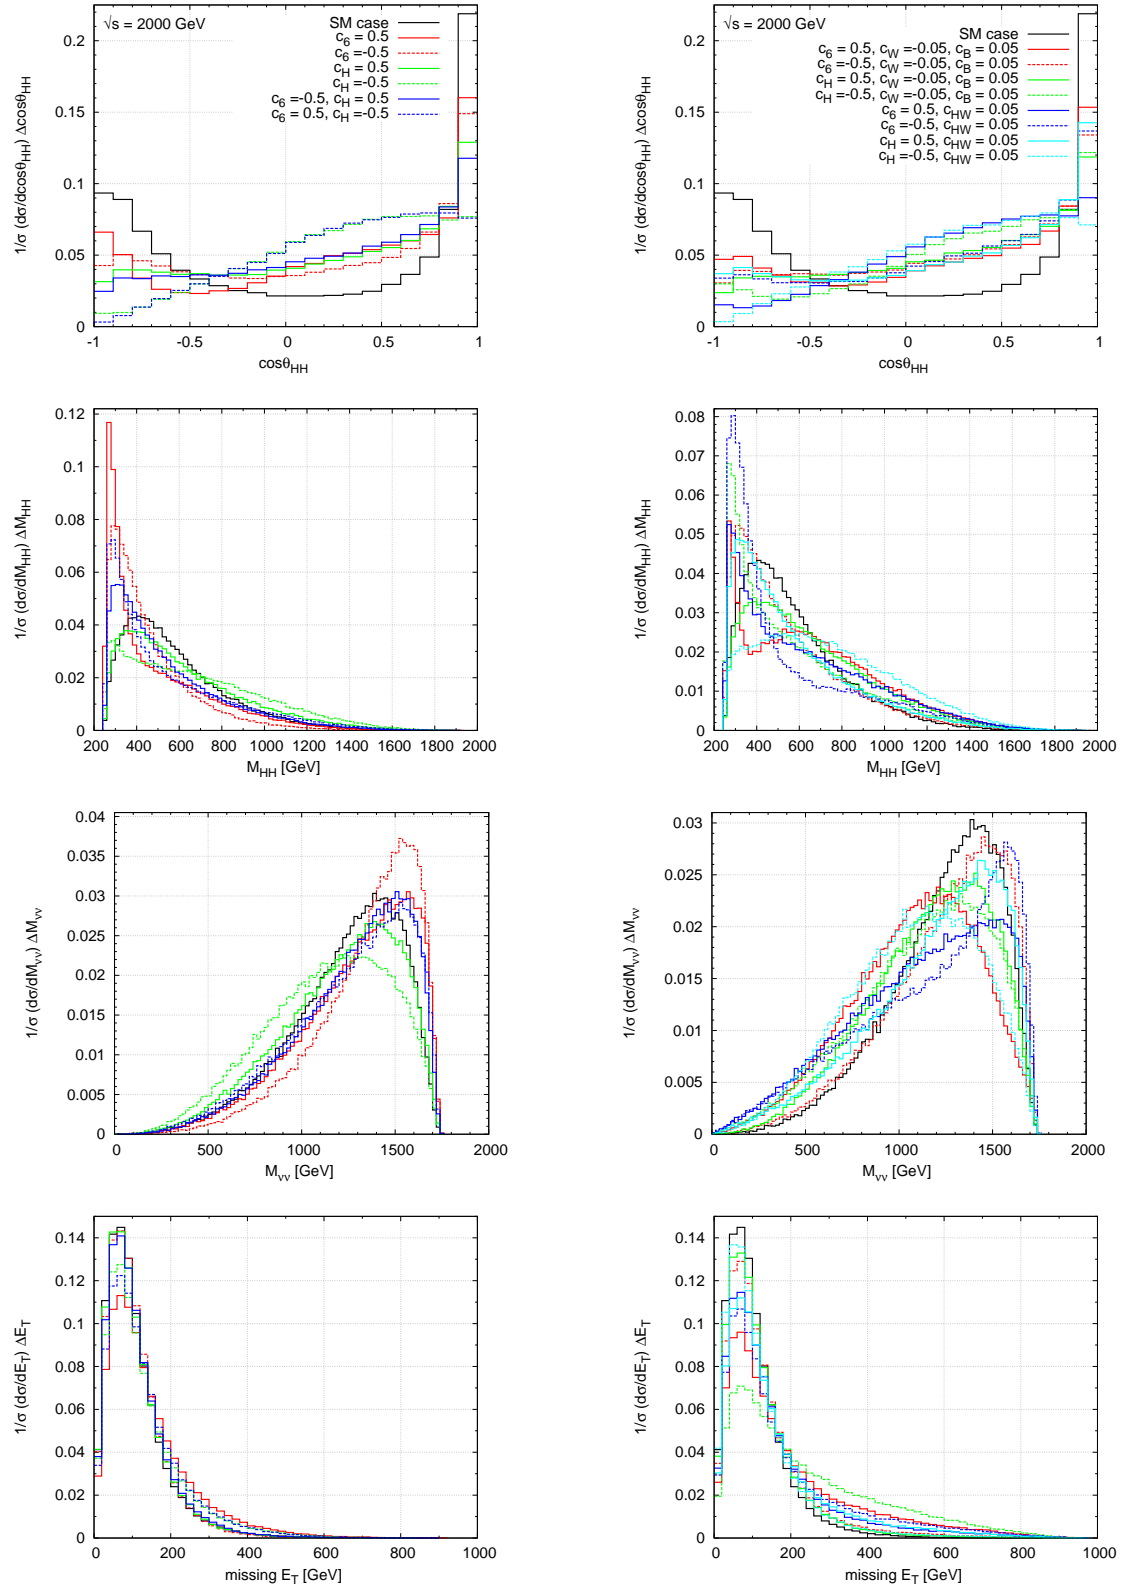 √s = 2000 GeV
SM case
c6 = 0.5
c6 =-0.5
cH = 0.5
cH =-0.5
c6 =-0.5, cH = 0.5
c6 = 0.5, cH =-0.5
1/σ (dσ/dcosθHH) ΔcosθHH
0.2
0.15
0.1
0.05
0
-1 -0.5 0 0.5 1
cosθHH
√s = 2000 GeV
SM case
c6 = 0.5, cW =-0.05, cB = 0.05
c6 =-0.5, cW =-0.05, cB = 0.05
cH = 0.5, cW =-0.05, cB = 0.05
cH =-0.5, cW =-0.05, cB = 0.05
c6 = 0.5, cHW = 0.05
c6 =-0.5, cHW = 0.05
cH = 0.5, cHW = 0.05
cH =-0.5, cHW = 0.05
1/σ (dσ/dcosθHH) ΔcosθHH
0.2
0.15
0.1
0.05
0
-1 -0.5 0 0.5 1
cosθHH
1/σ (dσ/dMHH) ΔMHH
0.12
0.1
0.08
0.06
0.04
0.02
0
200 400 600 800 1000 1200 1400 1600 1800 2000
MHH [GeV]
1/σ (dσ/dMHH) ΔMHH
0.08
0.07
0.06
0.05
0.04
0.03
0.02
0.01
0
200 400 600 800 1000 1200 1400 1600 1800 2000
MHH [GeV]
1/σ (dσ/dMνν) ΔMνν
0.04
0.035
0.03
0.025
0.02
0.015
0.01
0.005
0
0 500 1000 1500 2000
Mνν [GeV]
1/σ (dσ/dMνν) ΔMνν
0.03
0.025
0.02
0.015
0.01
0.005
0
0 500 1000 1500 2000
Mνν [GeV]
1/σ (dσ/dET) ΔET
0.14
0.12
0.1
0.08
0.06
0.04
0.02
0
0 200 400 600 800 1000
missing ET [GeV]
1/σ (dσ/dET) ΔET
0.14
0.12
0.1
0.08
0.06
0.04
0.02
0
0 200 400 600 800 1000
missing ET [GeV]